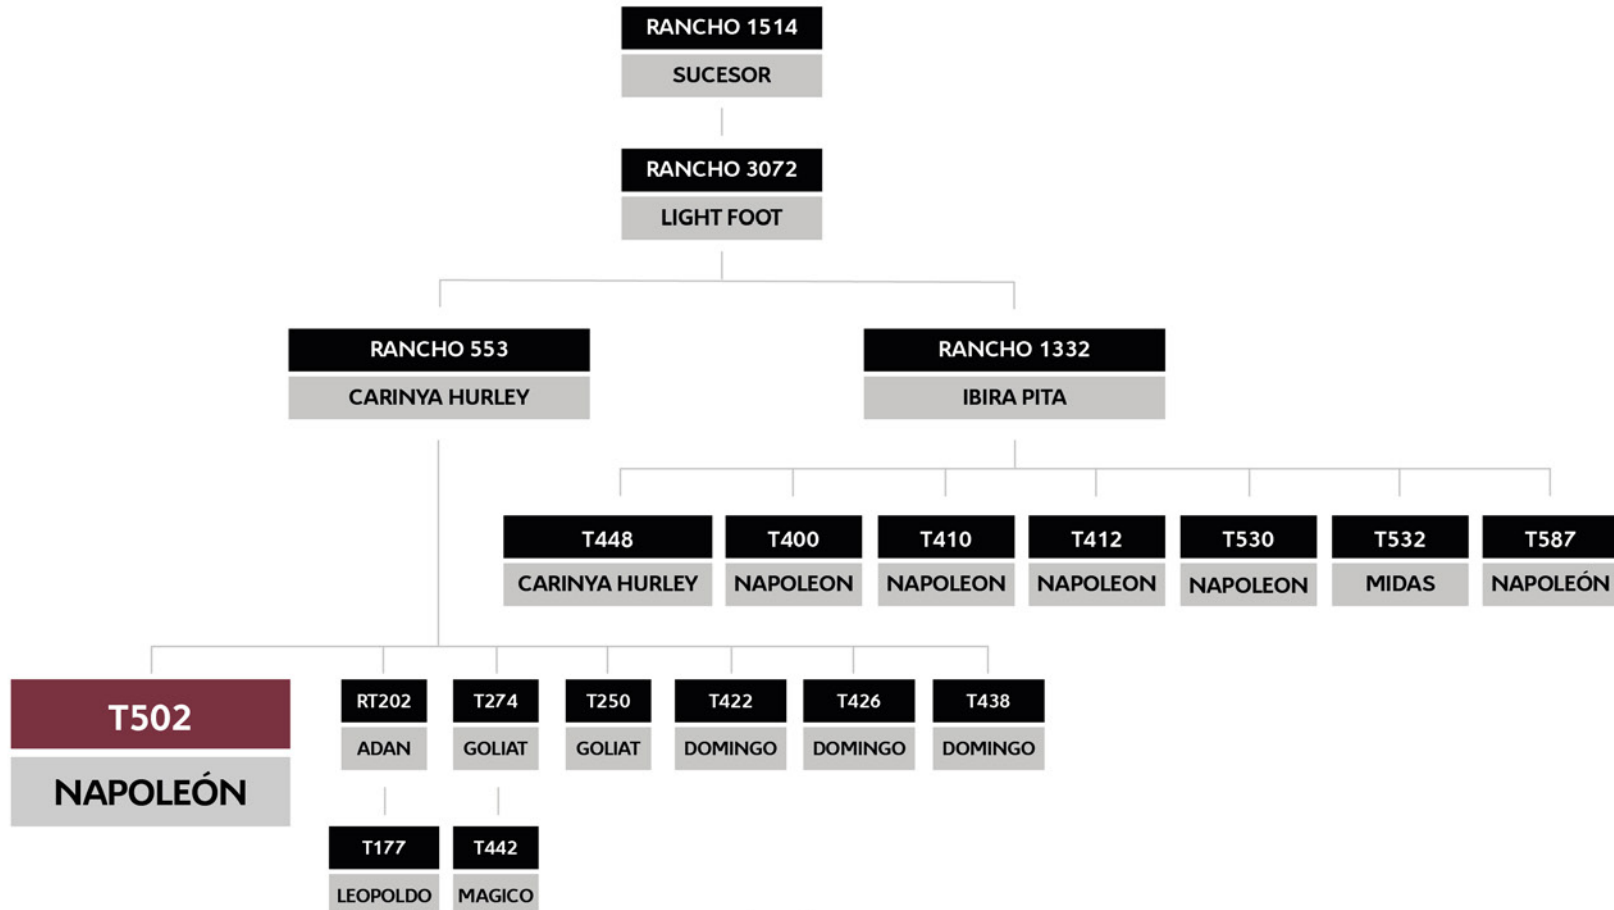 RANCHO 1514
SUCESOR
RANCHO 3072
LIGHT FOOT
RANCHO 553
CARINYA HURLEY
RANCHO 1332
IBIRA PITA
T448
CARINYA HURLEY
T400
NAPOLEON
T410
NAPOLEON
T412
NAPOLEON
T530
NAPOLEON
T532
MIDAS
T587
NAPOLEÓN
T502
NAPOLEÓN
RT202
ADAN
T274
GOLIAT
T250
GOLIAT
T422
DOMINGO
T426
DOMINGO
T438
DOMINGO
T177
LEOPOLDO
T442
MAGICO